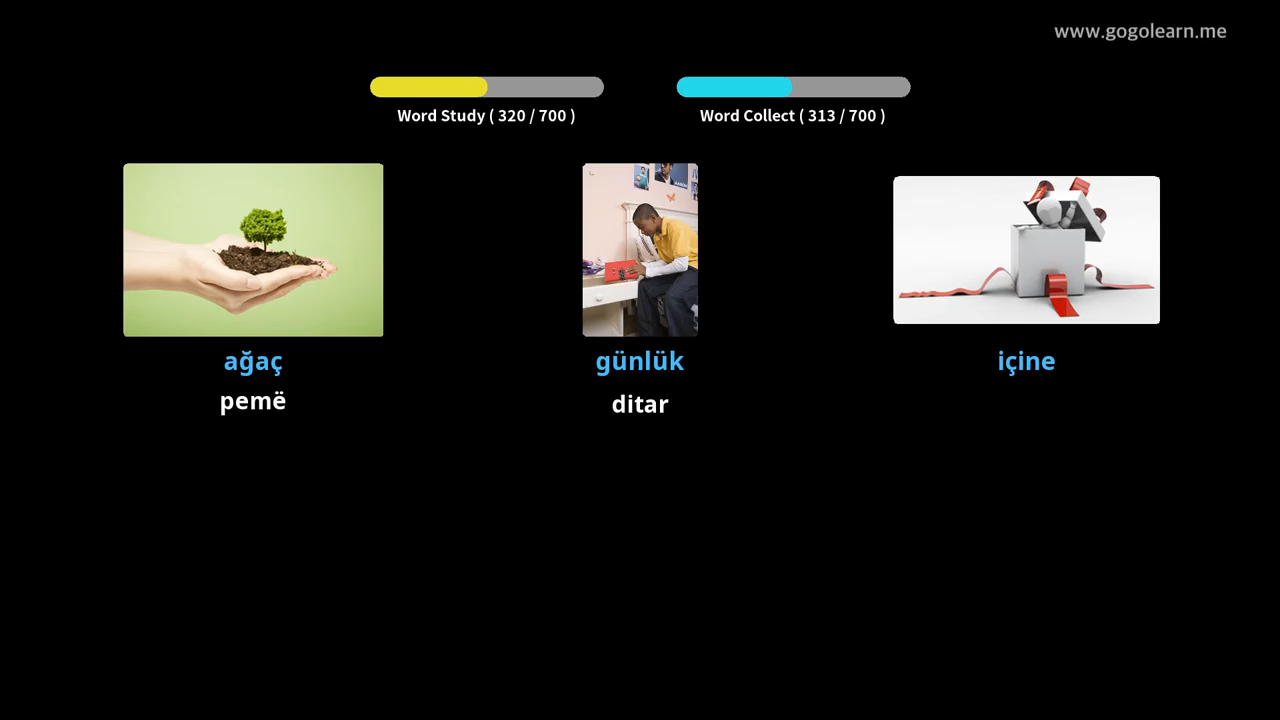 www.gogolearn.me
Word Study ( 320 / 700 )
Word Collect ( 313 / 700 )
ağaç
günlük
içine
pemë
ditar